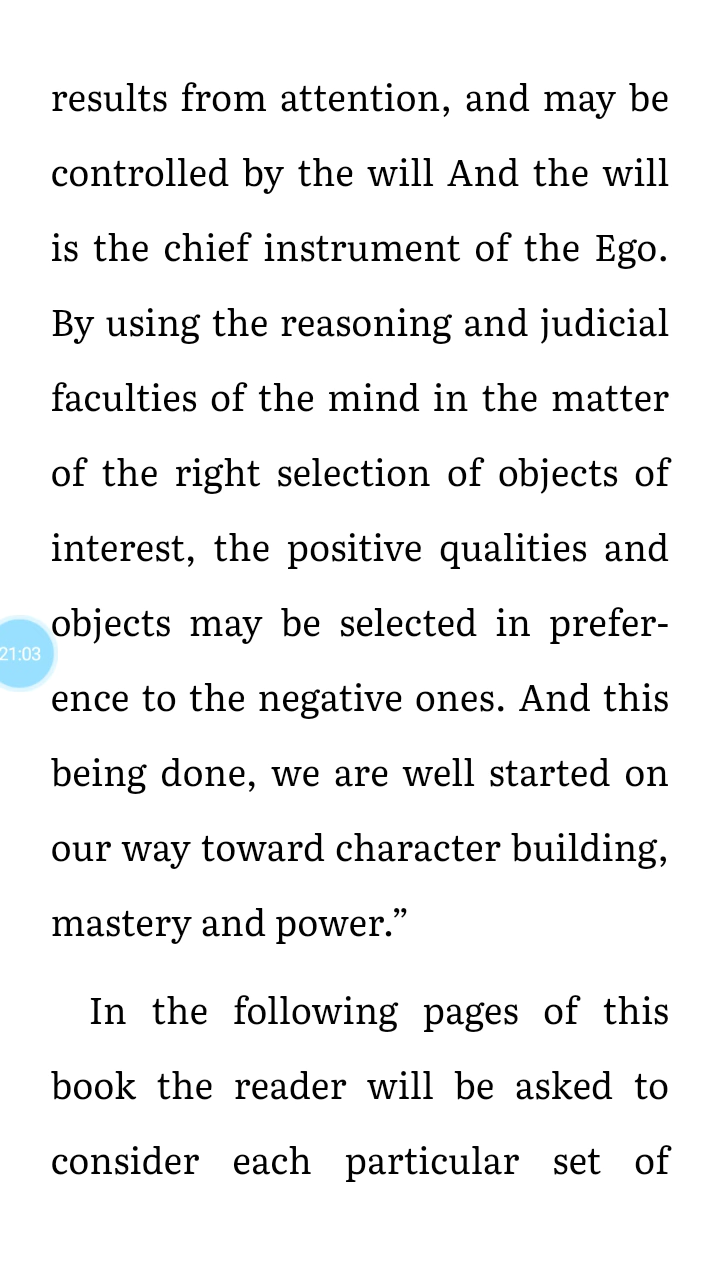 results from attention, and may be
controlled by the will And the will
is the chief instrument of the Ego.
By using the reasoning and judicial
faculties of the mind in the matter
of the right selection of objects of
interest, the positive qualities and
objects may be selected in prefer-
21:03
ence to the negative ones. And this
being done, we are well started on
our way toward character building,
mastery and power.”
In the following pages of this
book the reader will be asked to
consider each particular set of